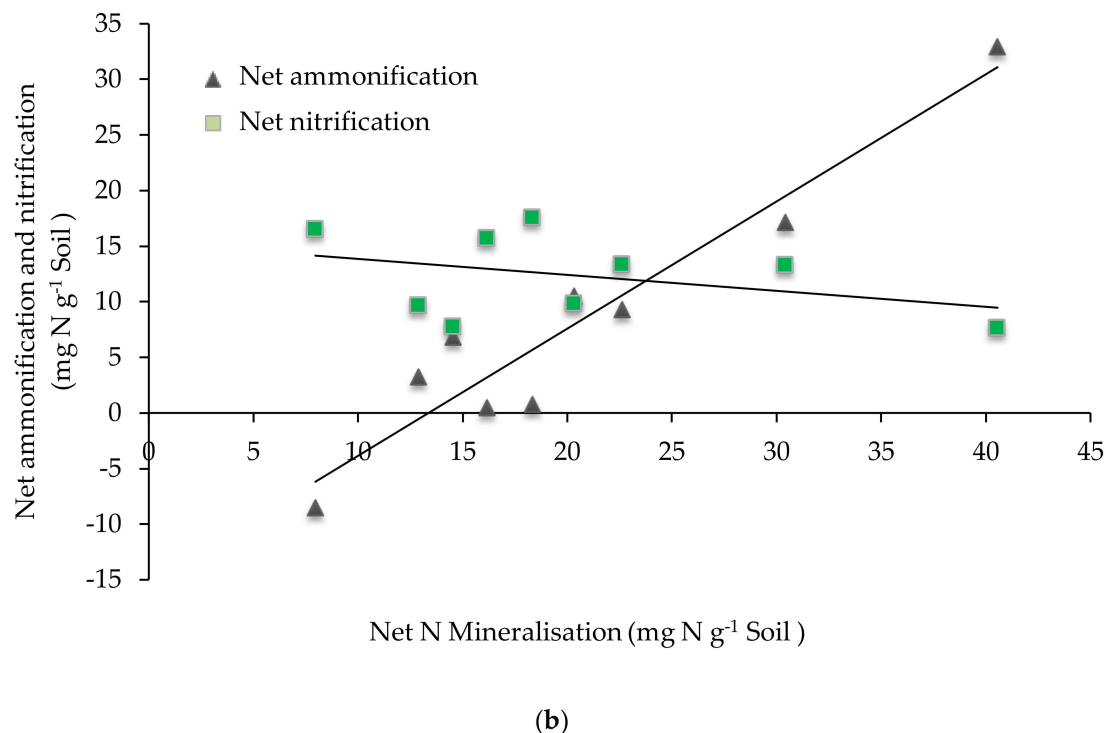 35
30
25
20
15
10
5
0
-5
-10
-15
Net ammonification and nitrification
(mg N g⁻¹ Soil )
Net ammonification
Net nitrification
0 5 10 15 20 25 30 35 40 45
Net N Mineralisation (mg N g⁻¹ Soil )
(b)